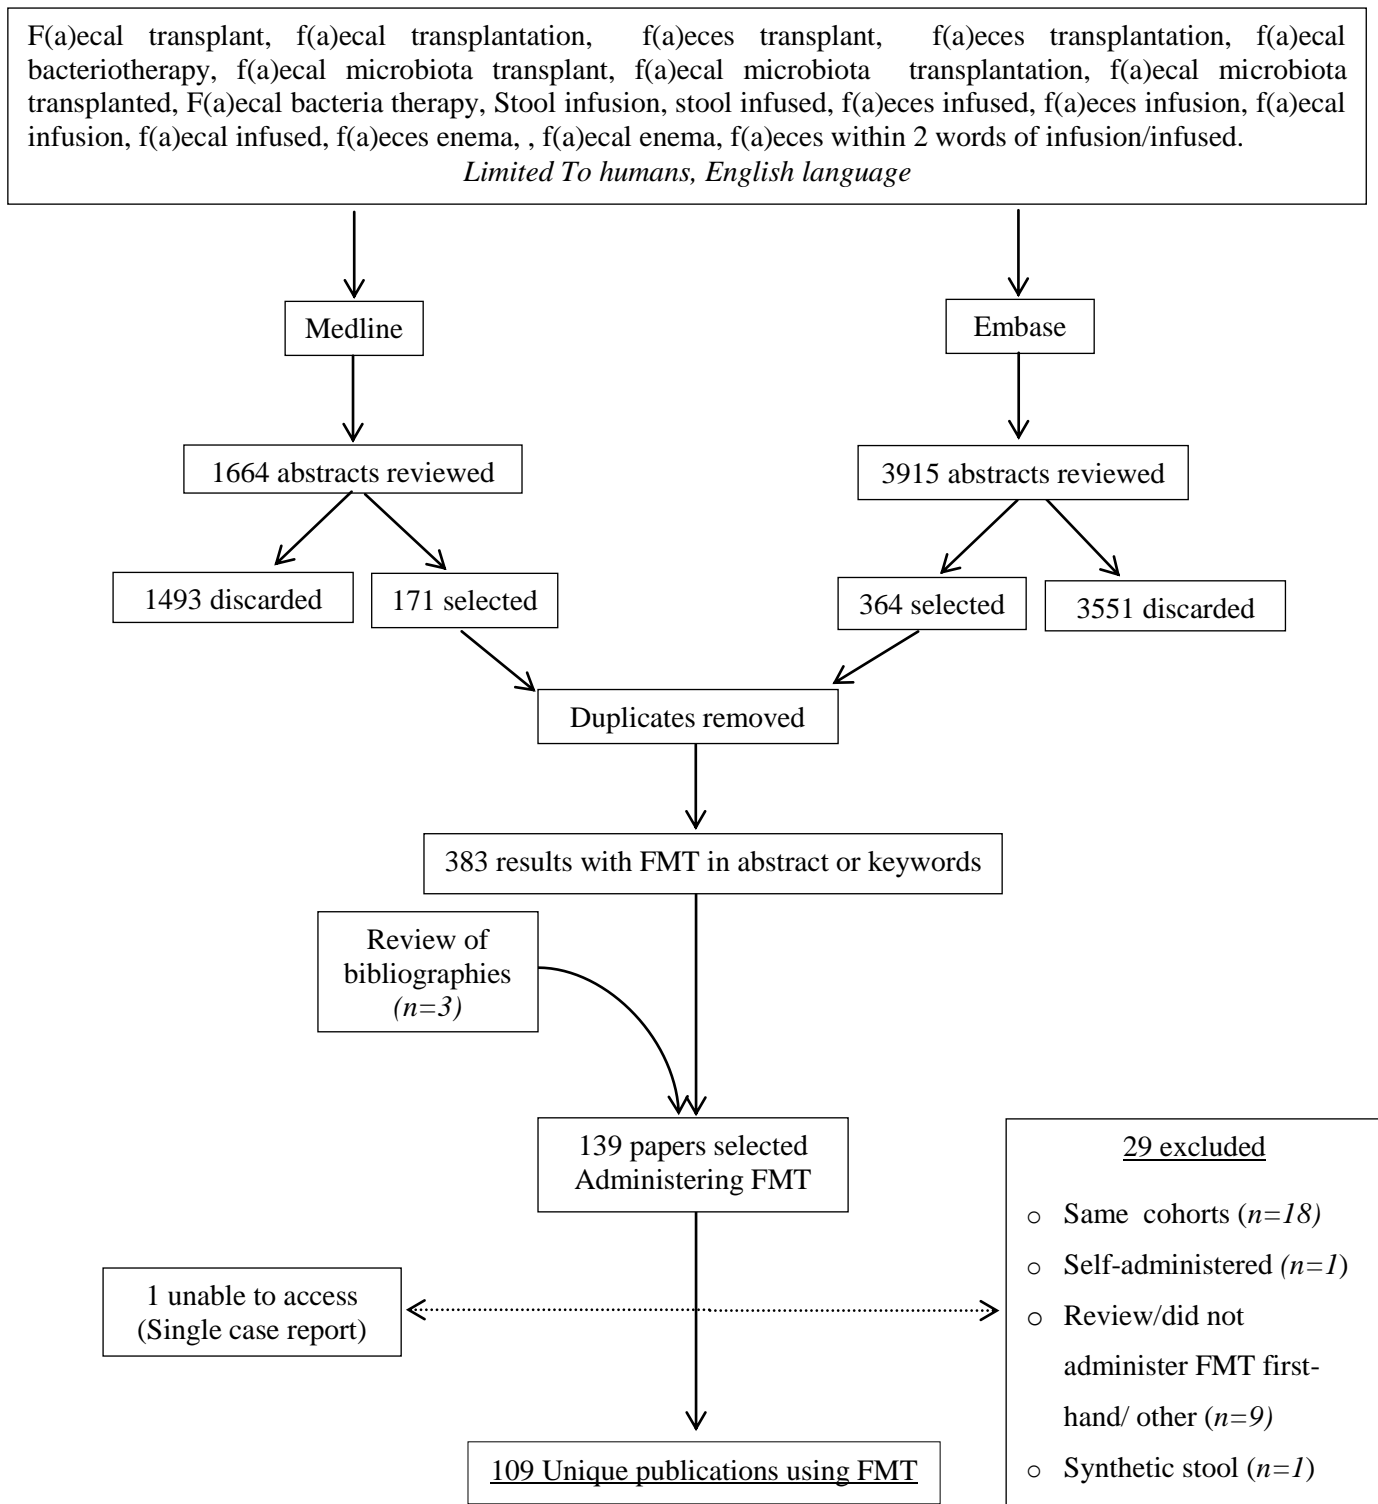 F(a)ecal transplant, f(a)ecal transplantation, f(a)eces transplant, f(a)eces transplantation, f(a)ecal
bacteriotherapy, f(a)ecal microbiota transplant, f(a)ecal microbiota transplantation, f(a)ecal microbiota
transplanted, F(a)ecal bacteria therapy, Stool infusion, stool infused, f(a)eces infused, f(a)eces infusion, f(a)ecal
infusion, f(a)ecal infused, f(a)eces enema, , f(a)ecal enema, f(a)eces within 2 words of infusion/infused.
Limited To humans, English language
Medline
Embase
1664 abstracts reviewed
3915 abstracts reviewed
1493 discarded
171 selected
364 selected
3551 discarded
Duplicates removed
383 results with FMT in abstract or keywords
Review of
bibliographies
(n=3)
139 papers selected
Administering FMT
1 unable to access
(Single case report)
29 excluded
o Same cohorts (n=18)
o Self-administered (n=1)
o Review/did not
administer FMT first-
hand/ other (n=9)
o Synthetic stool (n=1)
109 Unique publications using FMT